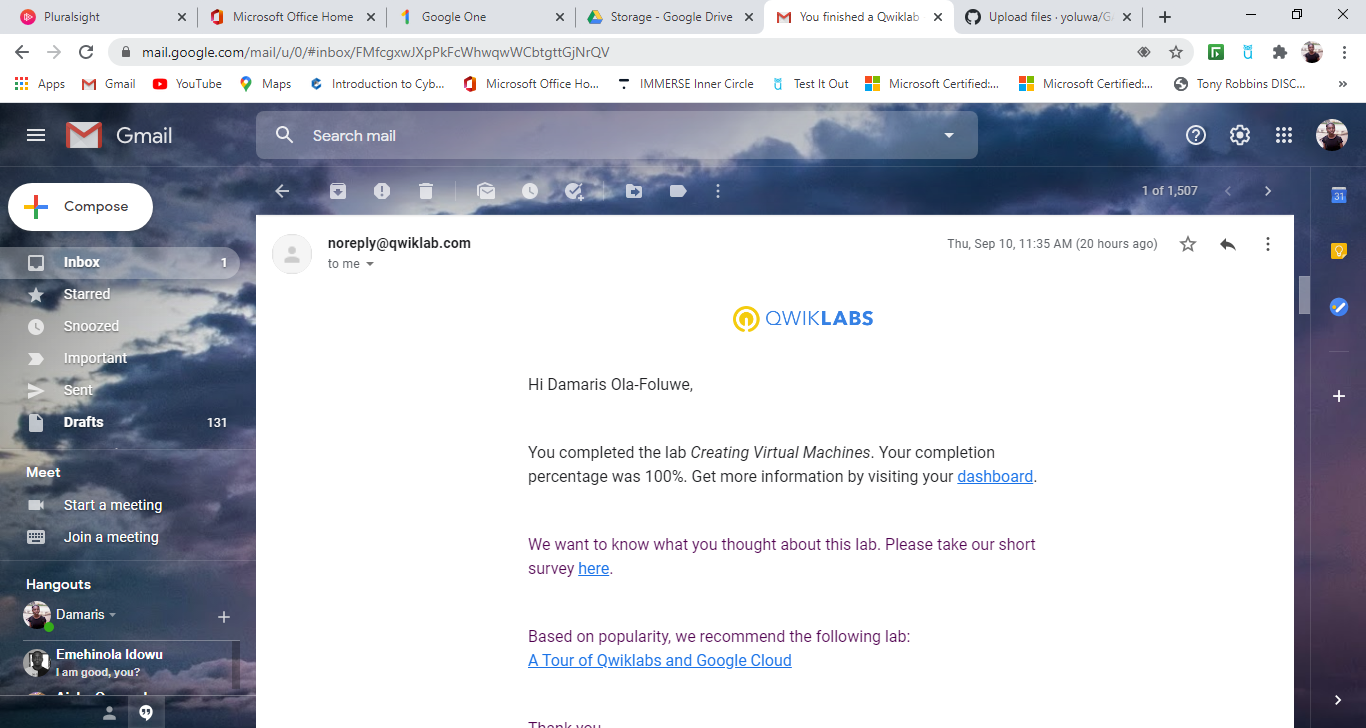 Pluralsight
Microsoft Office Home
Google One
Storage - Google Drive
You finished a Qwiklab
Upload files · yoluwa/G
mail.google.com/mail/u/0/#inbox/FMfcgxwJXpPkFcWhwqwWCbtgttGjNrQV
Apps
Gmail
YouTube
Maps
Introduction to Cyb...
Microsoft Office Ho...
IMMERSE Inner Circle
Test It Out
Microsoft Certified:...
Microsoft Certified:...
Tony Robbins DISC...
Gmail
Search mail
Compose
1 of 1,507
31
Inbox 1
Starred
Snoozed
Important
Sent
Drafts 131
Meet
Start a meeting
Join a meeting
Hangouts
Damaris
Emehinola Idowu
I am good, you?
noreply@qwiklab.com
Thu, Sep 10, 11:35 AM (20 hours ago)
to me
QWIKLABS
Hi Damaris Ola-Foluwe,
You completed the lab Creating Virtual Machines. Your completion
percentage was 100%. Get more information by visiting your dashboard.
We want to know what you thought about this lab. Please take our short
survey here.
Based on popularity, we recommend the following lab:
A Tour of Qwiklabs and Google Cloud
Thank you